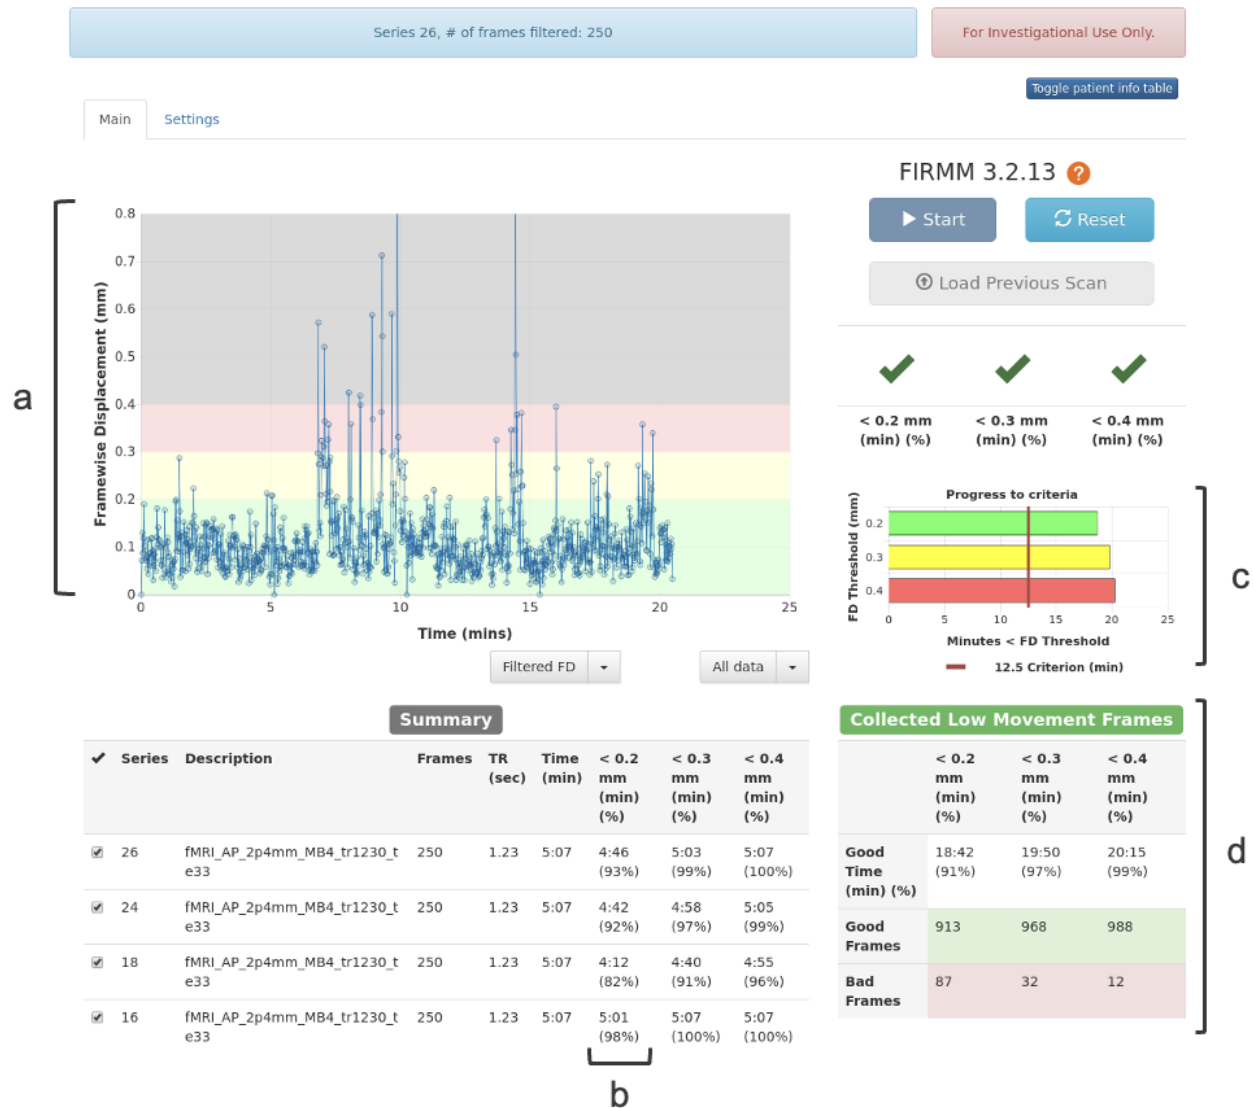 Series 26, # of frames filtered: 250
For Investigational Use Only.
Toggle patient info table
Main
Settings
FIRMM 3.2.13 ?
Start
Reset
Load Previous Scan
a
Framewise Displacement (mm)
0.8
0.7
0.6
0.5
0.4
0.3
0.2
0.1
0
0 5 10 15 20 25
Time (mins)
Filtered FD
All data
< 0.2 mm
(min) (%)
< 0.3 mm
(min) (%)
< 0.4 mm
(min) (%)
Progress to criteria
FD Threshold (mm)
0.2
0.3
0.4
0 5 10 15 20 25
Minutes < FD Threshold
12.5 Criterion (min)
c
Summary
Series Description Frames TR (sec) Time (min) < 0.2 mm (min) (%) < 0.3 mm (min) (%) < 0.4 mm (min) (%)
26 fMRI_AP_2p4mm_MB4_tr1230_t 250 1.23 5:07 4:46 5:03 5:07
e33 (93%) (99%) (100%)
24 fMRI_AP_2p4mm_MB4_tr1230_t 250 1.23 5:07 4:42 4:58 5:05
e33 (92%) (97%) (99%)
18 fMRI_AP_2p4mm_MB4_tr1230_t 250 1.23 5:07 4:12 4:40 4:55
e33 (82%) (91%) (96%)
16 fMRI_AP_2p4mm_MB4_tr1230_t 250 1.23 5:07 5:01 5:07 5:07
e33 (98%) (100%) (100%)
b
Collected Low Movement Frames
< 0.2 mm (min) (%) < 0.3 mm (min) (%) < 0.4 mm (min) (%)
Good 18:42 19:50 20:15
Time (91%) (97%) (99%)
(min) (%)
Good 913 968 988
Frames
Bad 87 32 12
Frames
d